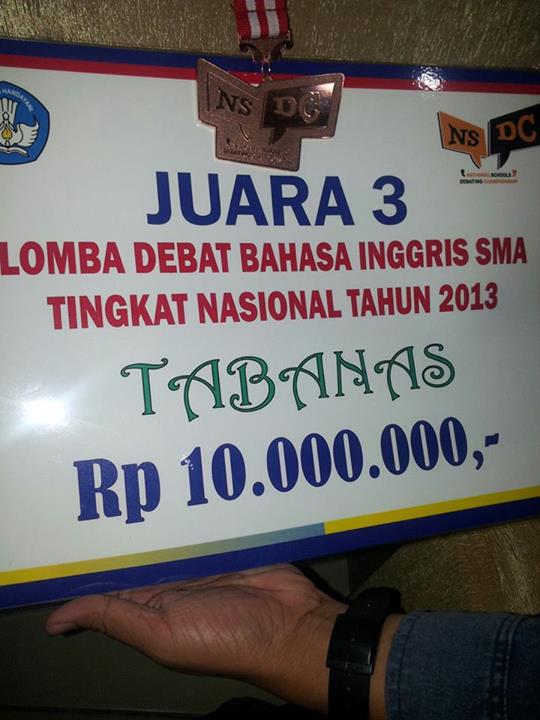 HANDAYANI
NS DC
NS DC
NATIONAL SCHOOLS
DEBATING CHAMPIONSHIP
JUARA 3
LOMBA DEBAT BAHASA INGGRIS SMA
TINGKAT NASIONAL TAHUN 2013
TABANAS
Rp 10.000.000,-